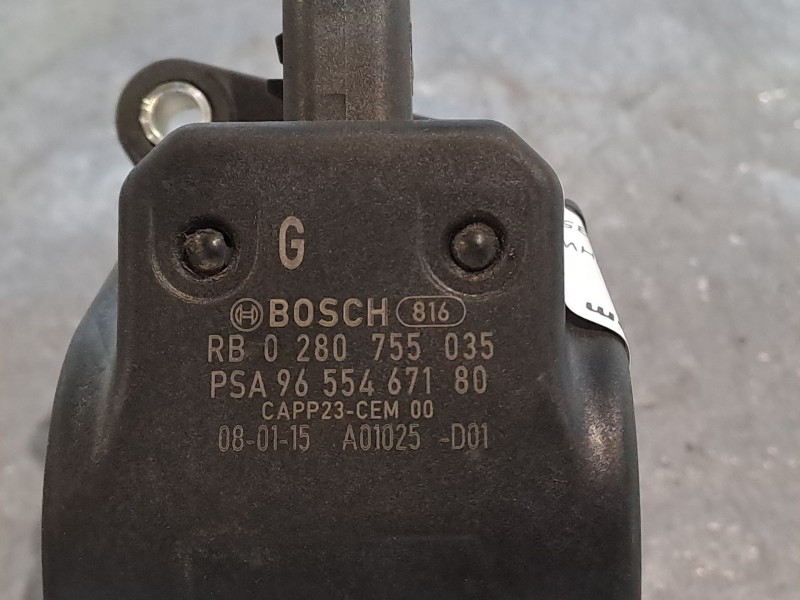 G
BOSCH 816
RB 0 280 755 035
PSA 96 554 671 80
CAPP23-CEM 00
08-01-15 A01025 -D01